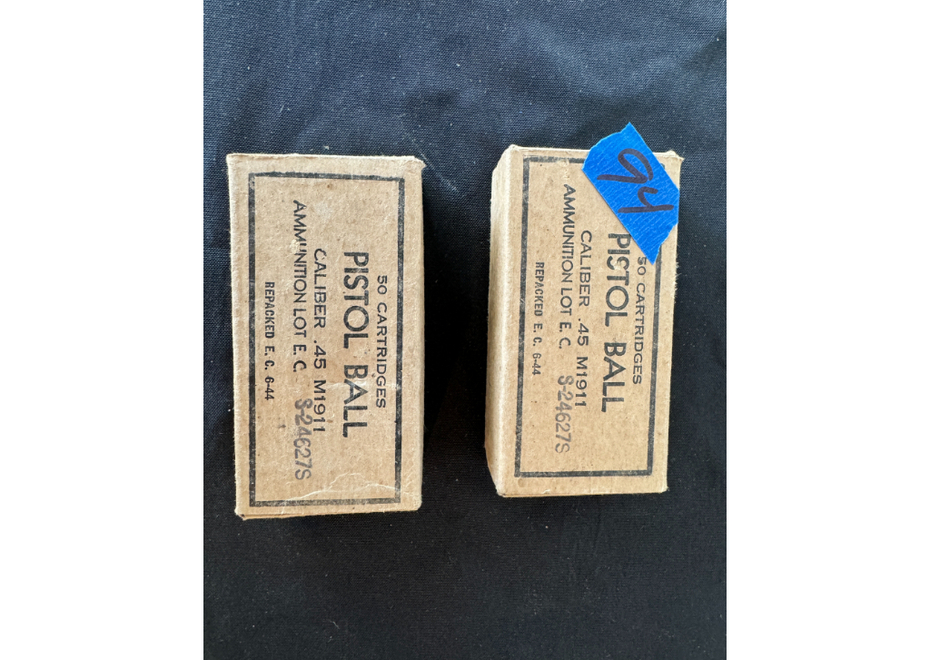 50 CARTRIDGES
PISTOL BALL
CALIBER .45 M1911
AMMUNITION LOT E.C. S-24627S
REPACKED E.C. 6-44
94
50 CARTRIDGES
PISTOL BALL
CALIBER .45 M1911
AMMUNITION LOT E.C. S-24627S
REPACKED E.C. 6-44